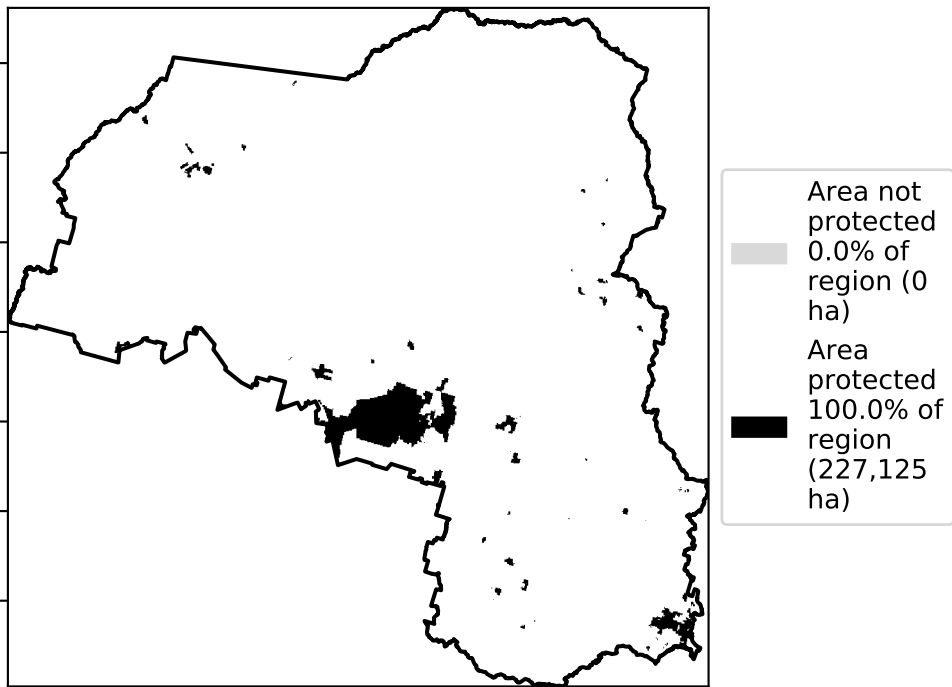 Area not
protected
0.0% of
region (0
ha)
Area
protected
100.0% of
region
(227,125
ha)